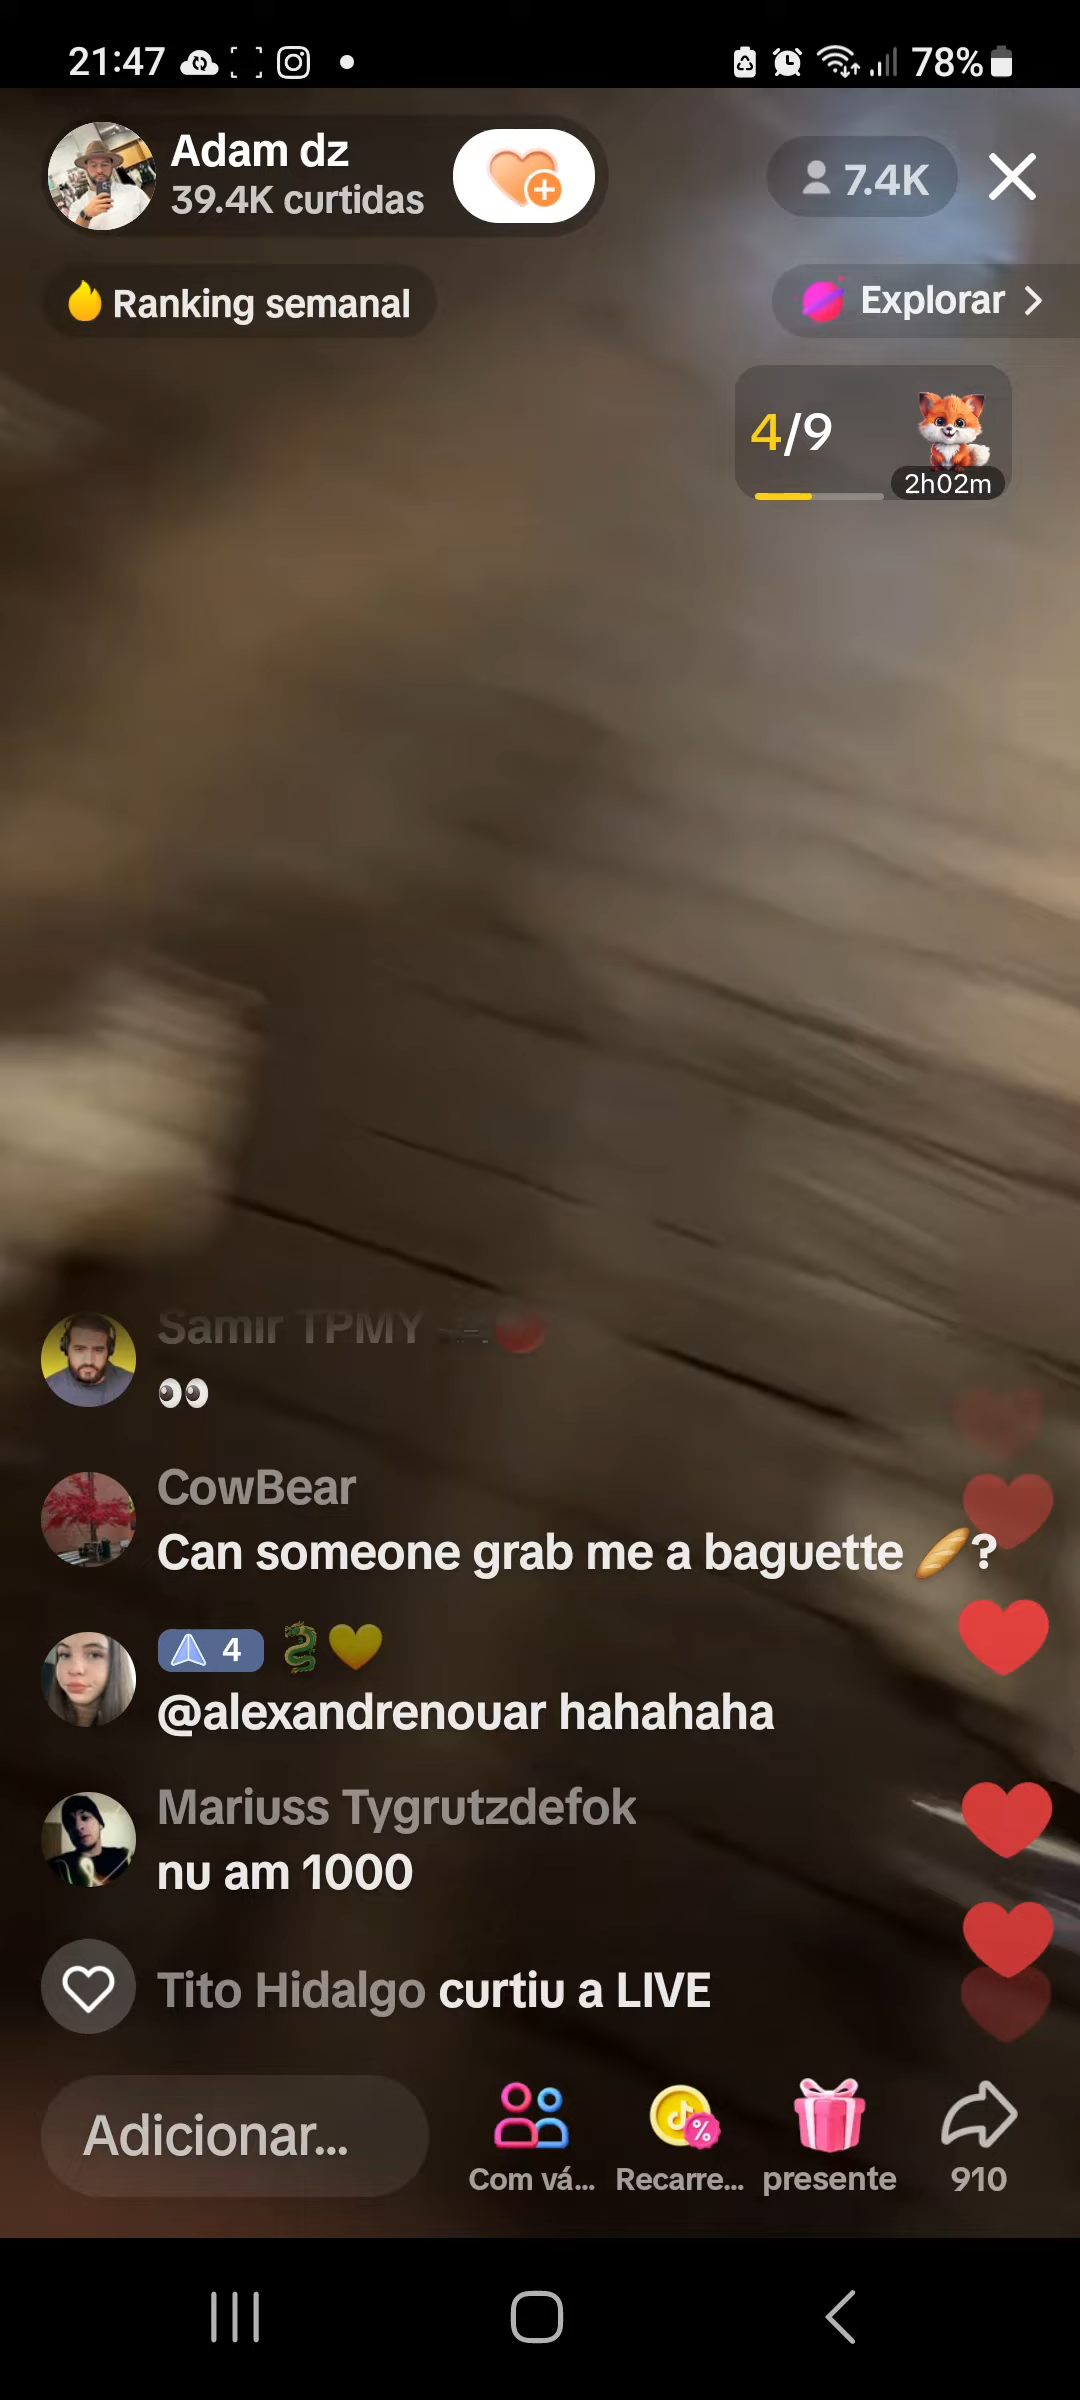 21:47
78%
Adam dz
39.4K curtidas
7.4K
Ranking semanal
Explorar
4/9
2h02m
Samir TPMY
CowBear
Can someone grab me a baguette 🥖?
4 🐉💛
@alexandrenouar hahahaha
Mariuss Tygrutzdefok
nu am 1000
Tito Hidalgo curtiu a LIVE
Adicionar...
Com vá...
Recarre...
presente
910